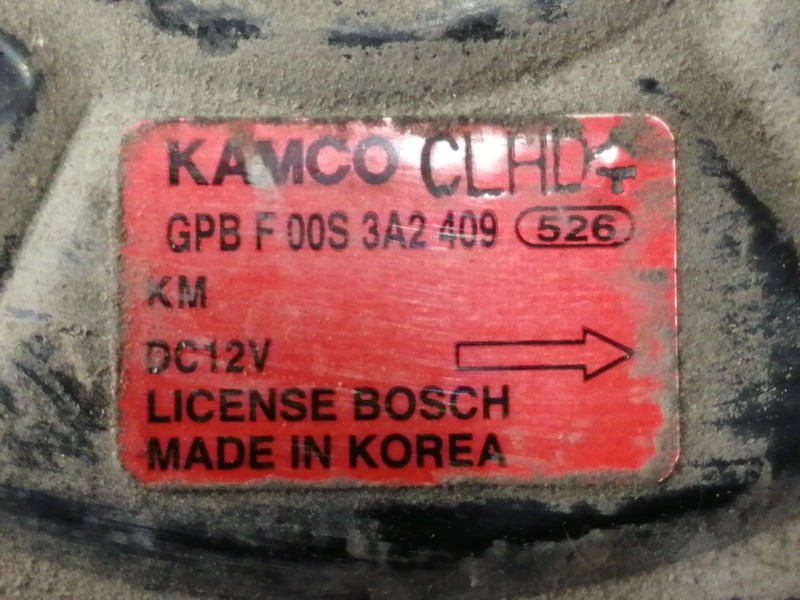 KAMCO CLHD+
GPB F 00S 3A2 409 526
KM
DC12V
LICENSE BOSCH
MADE IN KOREA